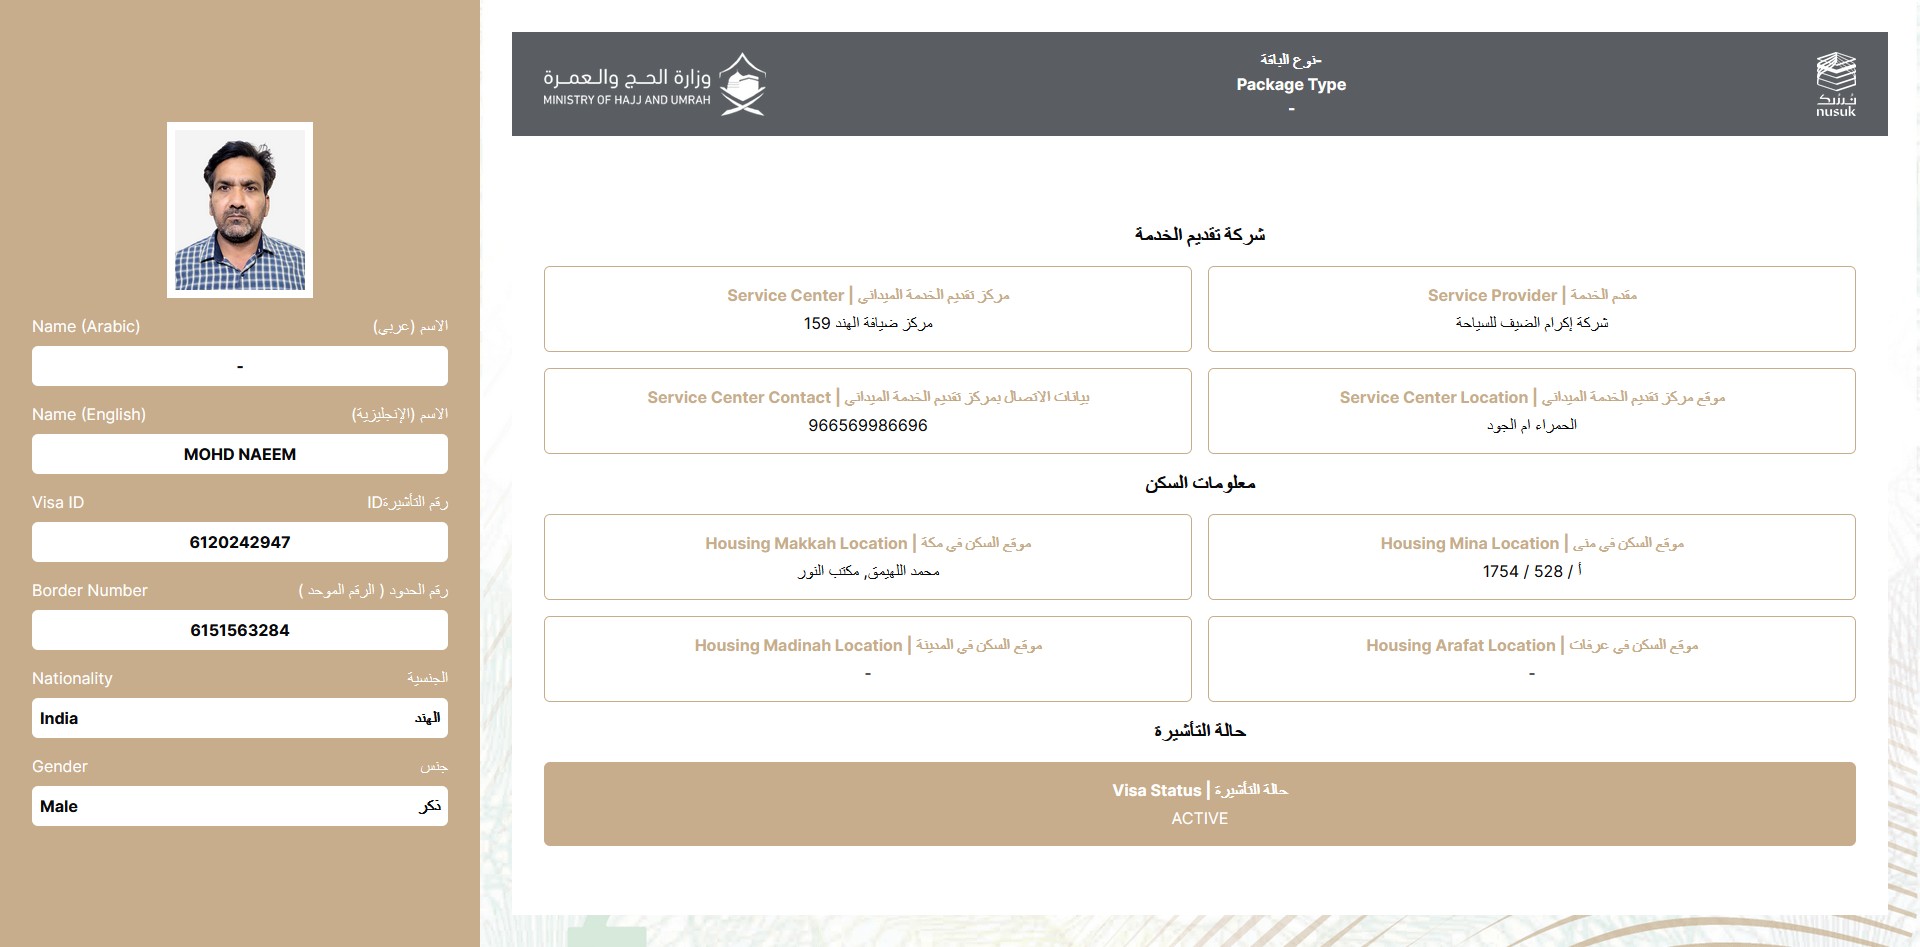 Name (Arabic) الاسم (عربي)
-
Name (English) الاسم (الإنجليزية)
MOHD NAEEM
Visa ID رقم التأشيرةID
6120242947
Border Number رقم الحدود ( الرقم الموحد )
6151563284
Nationality الجنسية
India الهند
Gender جنس
Male ذكر
وزارة الحج والعمرة
MINISTRY OF HAJJ AND UMRAH
نوع الباقة-
Package Type
-
نُسُك
nusuk
شركة تقديم الخدمة
Service Center | مركز تقديم الخدمة الميداني
مركز ضيافة الهند 159
Service Provider | مقدم الخدمة
شركة إكرام الضيف للسياحة
Service Center Contact | بيانات الاتصال بمركز تقديم الخدمة الميداني
966569986696
Service Center Location | موقع مركز تقديم الخدمة الميداني
الحمراء ام الجود
معلومات السكن
Housing Makkah Location | موقع السكن في مكة
محمد اللهيمق, مكتب النور
Housing Mina Location | موقع السكن في منى
أ / 528 / 1754
Housing Madinah Location | موقع السكن في المدينة
-
Housing Arafat Location | موقع السكن في عرفات
-
حالة التأشيرة
Visa Status | حالة التأشيرة
ACTIVE